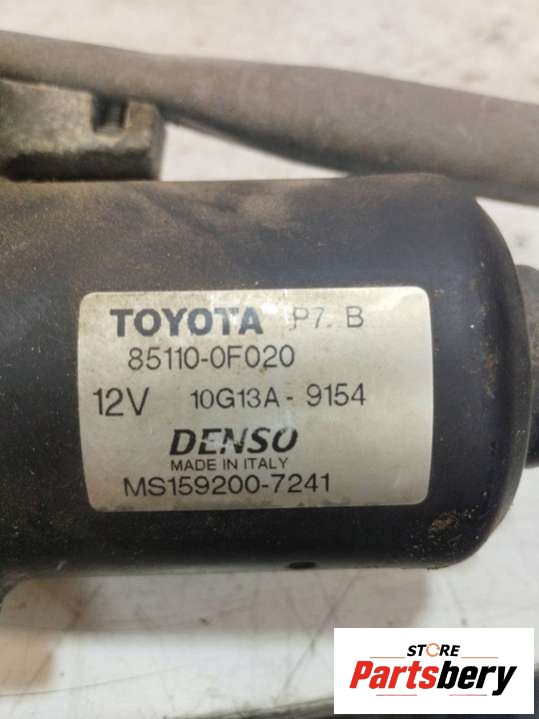 TOYOTA P7. B
85110-0F020
12V 10G13A-9154
DENSO
MADE IN ITALY
MS159200-7241
STORE
Partsbery